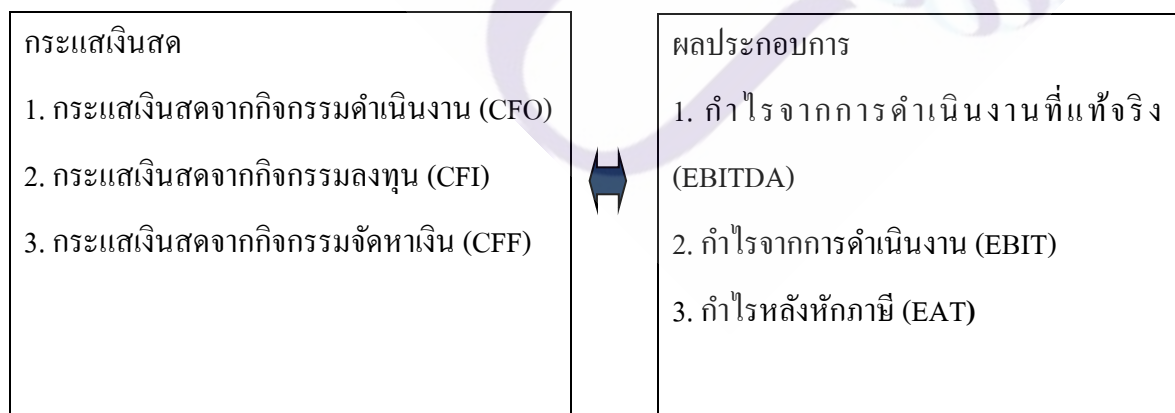 กระแสเงินสด
1. กระแสเงินสดจากกิจกรรมดำเนินงาน (CFO)
2. กระแสเงินสดจากกิจกรรมลงทุน (CFI)
3. กระแสเงินสดจากกิจกรรมจัดหาเงิน (CFF)
ผลประกอบการ
1. กำไรจากการดำเนินงานที่แท้จริง
(EBITDA)
2. กำไรจากการดำเนินงาน (EBIT)
3. กำไรหลังหักภาษี (EAT)